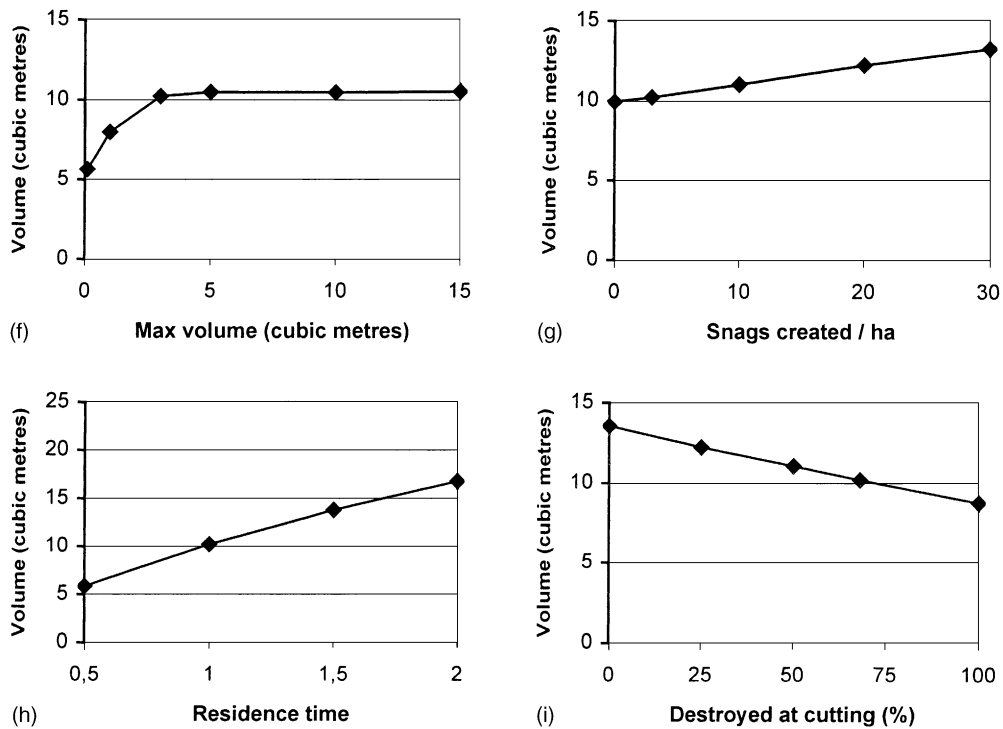 Volume (cubic metres)
15
10
5
0
0 5 10 15
(f) Max volume (cubic metres)
Volume (cubic metres)
15
10
5
0
0 10 20 30
(g) Snags created / ha
Volume (cubic metres)
25
20
15
10
5
0
0,5 1 1,5 2
(h) Residence time
Volume (cubic metres)
15
10
5
0
0 25 50 75 100
(i) Destroyed at cutting (%)